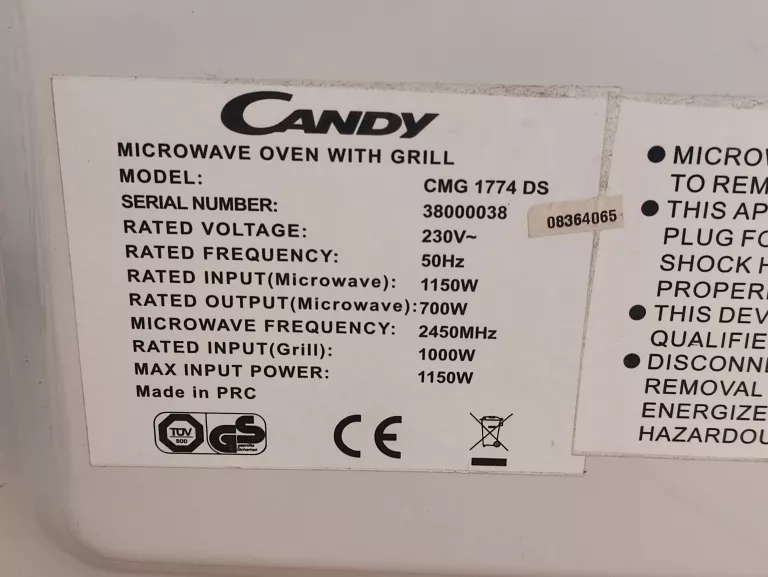 CANDY
MICROWAVE OVEN WITH GRILL
MODEL: CMG 1774 DS
SERIAL NUMBER: 38000038 08364065
RATED VOLTAGE: 230V~
RATED FREQUENCY: 50Hz
RATED INPUT(Microwave): 1150W
RATED OUTPUT(Microwave): 700W
MICROWAVE FREQUENCY: 2450MHz
RATED INPUT(Grill): 1000W
MAX INPUT POWER: 1150W
Made in PRC
TÜV
GS
CE
● MICROW
TO REM
● THIS AP
PLUG FO
SHOCK H
PROPER
● THIS DEV
QUALIFIE
● DISCONN
REMOVAL
ENERGIZE
HAZARDOU